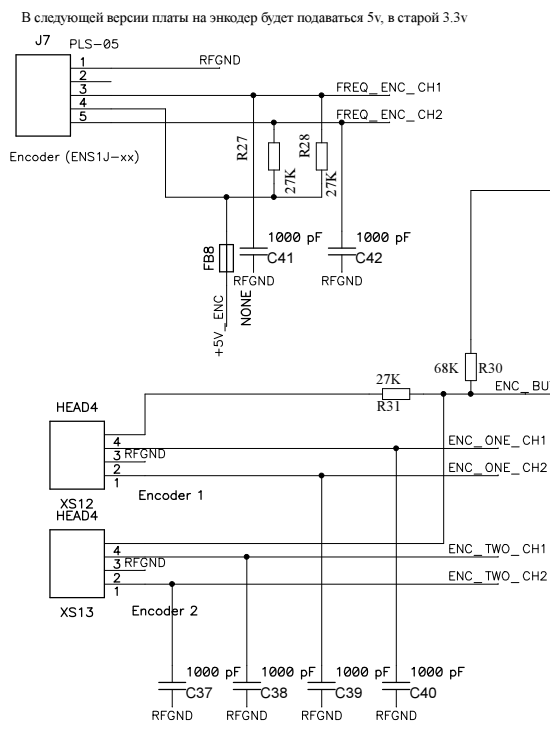 В следующей версии платы на энкодер будет подаваться 5v, в старой 3.3v
J7
PLS-05
1
RFGND
2
3
FREQ_ENC_CH1
4
5
FREQ_ENC_CH2
Encoder (ENS1J-xx)
R27
27K
R28
27K
FB8
1000 pF
C41
RFGND
1000 pF
C42
RFGND
+5V_ENC
NONE
68K
R30
27K
R31
ENC_BU
HEAD4
4
ENC_ONE_CH1
3
RFGND
2
ENC_ONE_CH2
1
XS12
Encoder 1
HEAD4
4
ENC_TWO_CH1
3
RFGND
2
ENC_TWO_CH2
1
XS13
Encoder 2
1000 pF
C37
RFGND
1000 pF
C38
RFGND
1000 pF
C39
RFGND
1000 pF
C40
RFGND